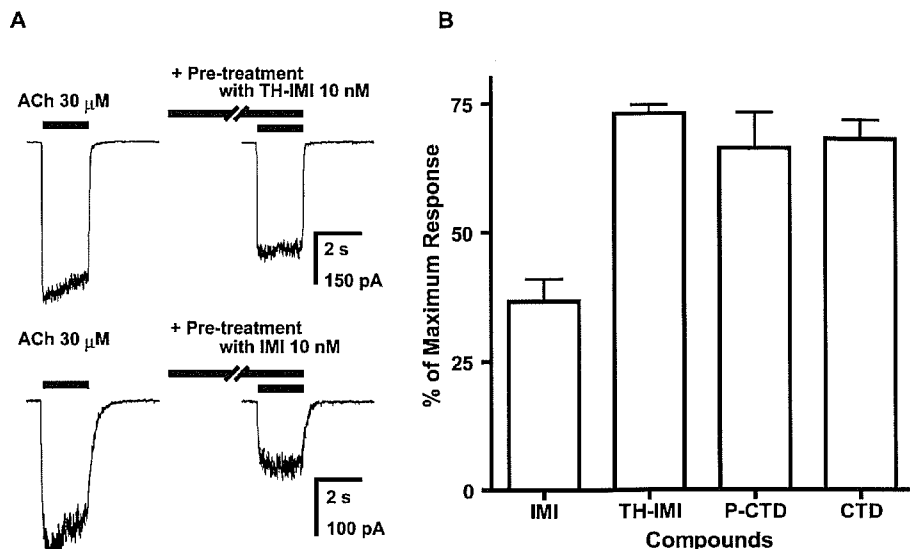 A
ACh 30 μM
+ Pre-treatment
with TH-IMI 10 nM
2 s
150 pA
ACh 30 μM
+ Pre-treatment
with IMI 10 nM
2 s
100 pA
B
% of Maximum Response
75
50
25
0
IMI TH-IMI P-CTD CTD
Compounds